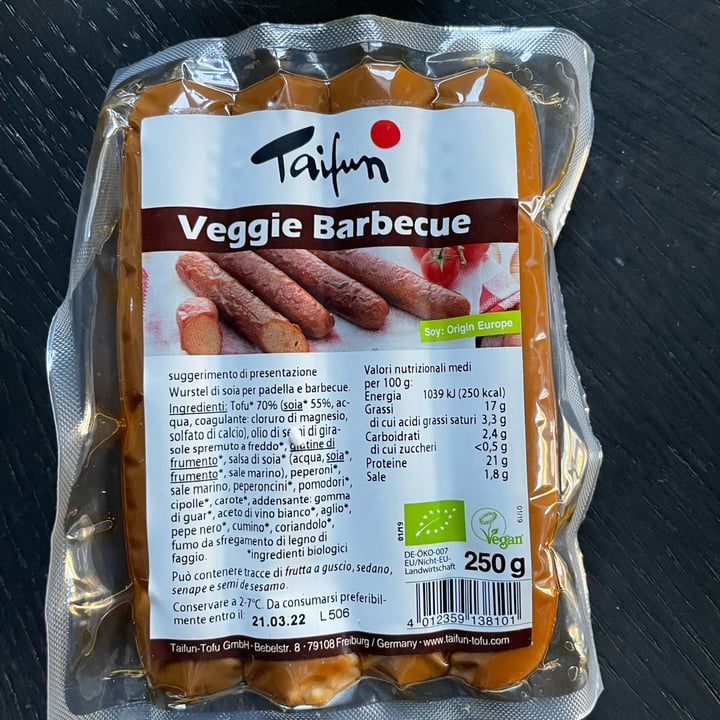 Taifun
Veggie Barbecue
Soy: Origin Europe
suggerimento di presentazione
Wurstel di soia per padella e barbecue.
Ingredienti: Tofu* 70% (soia* 55%, ac-
qua, coagulante: cloruro di magnesio,
solfato di calcio), olio di semi di gira-
sole spremuto a freddo*, glutine di
frumento*, salsa di soia* (acqua, soia*,
frumento*, sale marino), peperoni*,
sale marino, peperoncini*, pomodori*,
cipolle*, carote*, addensante: gomma
di guar*, aceto di vino bianco*, aglio*,
pepe nero*, cumino*, coriandolo*,
fumo da sfregamento di legno di
faggio. *ingredienti biologici
Può contenere tracce di frutta a guscio, sedano,
senape e semi di sesamo.
Conservare a 2-7°C. Da consumarsi preferibil-
mente entro il: 21.03.22 L506
Valori nutrizionali medi
per 100 g:
Energia 1039 kJ (250 kcal)
Grassi 17 g
di cui acidi grassi saturi 3,3 g
Carboidrati 2,4 g
di cui zuccheri <0,5 g
Proteine 21 g
Sale 1,8 g
01/19
01/19
Vegan
DE-ÖKO-007
EU/Nicht-EU-
Landwirtschaft
250 g
4 012359 138101
Taifun-Tofu GmbH · Bebelstr. 8 · 79108 Freiburg / Germany · www.taifun-tofu.com